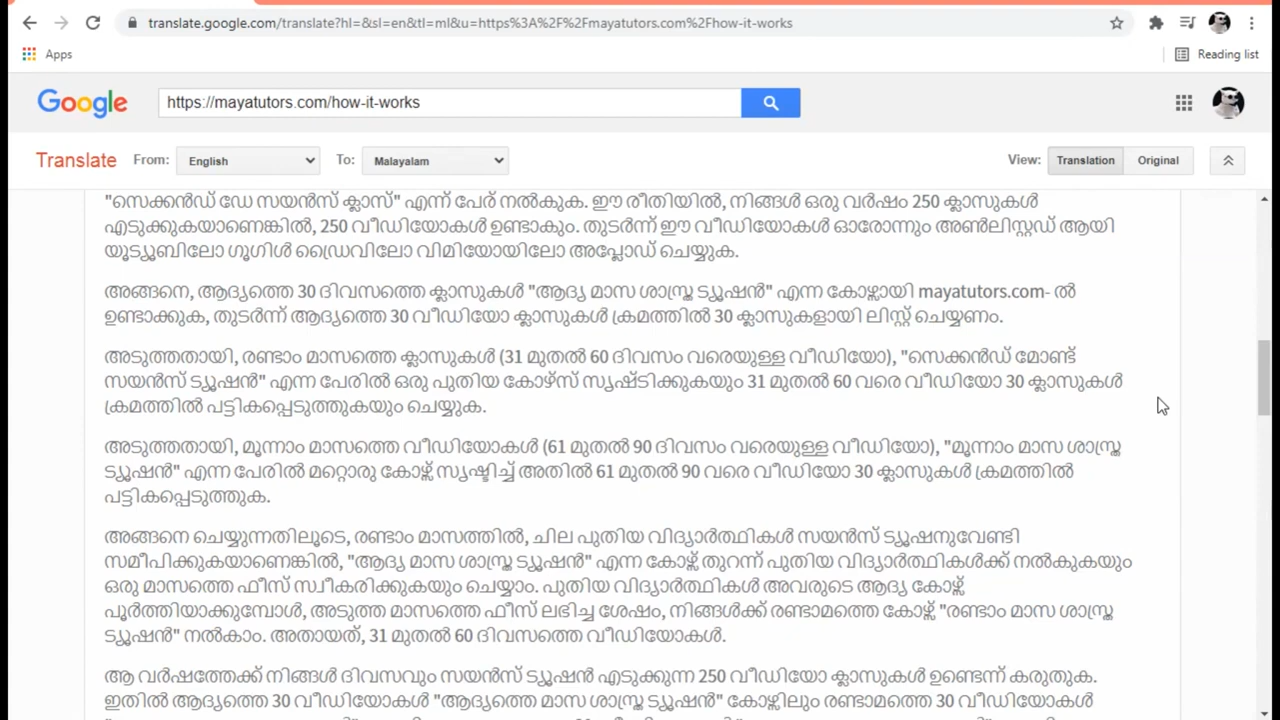 translate.google.com/translate?hl=&sl=en&tl=ml&u=https%3A%2F%2Fmayatutors.com%2Fhow-it-works
Apps
Reading list
Google
https://mayatutors.com/how-it-works
Translate From: English To: Malayalam View: Translation Original
"സെക്കൻഡ് ഡേ സയൻസ് ക്ലാസ്" എന്ന് പേര് നൽകുക. ഈ രീതിയിൽ, നിങ്ങൾ ഒരു വർഷം 250 ക്ലാസുകൾ
എടുക്കുകയാണെങ്കിൽ, 250 വീഡിയോകൾ ഉണ്ടാകും. തുടർന്ന് ഈ വീഡിയോകൾ ഓരോന്നും അൺലിസ്റ്റഡ് ആയി
യൂട്യൂബിലോ ഗൂഗിൾ ഡ്രൈവിലോ വിമിയോയിലോ അപ്ലോഡ് ചെയ്യുക.
അങ്ങനെ, ആദ്യത്തെ 30 ദിവസത്തെ ക്ലാസുകൾ "ആദ്യ മാസ ശാസ്ത്ര ട്യൂഷൻ" എന്ന കോഴ്സായി mayatutors.com- ൽ
ഉണ്ടാക്കുക, തുടർന്ന് ആദ്യത്തെ 30 വീഡിയോ ക്ലാസുകൾ ക്രമത്തിൽ 30 ക്ലാസുകളായി ലിസ്റ്റ് ചെയ്യണം.
അടുത്തതായി, രണ്ടാം മാസത്തെ ക്ലാസുകൾ (31 മുതൽ 60 ദിവസം വരെയുള്ള വീഡിയോ), "സെക്കൻഡ് മോണ്ട്
സയൻസ് ട്യൂഷൻ" എന്ന പേരിൽ ഒരു പുതിയ കോഴ്സ് സൃഷ്ടിക്കുകയും 31 മുതൽ 60 വരെ വീഡിയോ 30 ക്ലാസുകൾ
ക്രമത്തിൽ പട്ടികപ്പെടുത്തുകയും ചെയ്യുക.
അടുത്തതായി, മൂന്നാം മാസത്തെ വീഡിയോകൾ (61 മുതൽ 90 ദിവസം വരെയുള്ള വീഡിയോ), "മൂന്നാം മാസ ശാസ്ത്ര
ട്യൂഷൻ" എന്ന പേരിൽ മറ്റൊരു കോഴ്സ് സൃഷ്ടിച്ച് അതിൽ 61 മുതൽ 90 വരെ വീഡിയോ 30 ക്ലാസുകൾ ക്രമത്തിൽ
പട്ടികപ്പെടുത്തുക.
അങ്ങനെ ചെയ്യുന്നതിലൂടെ, രണ്ടാം മാസത്തിൽ, ചില പുതിയ വിദ്യാർത്ഥികൾ സയൻസ് ട്യൂഷനുവേണ്ടി
സമീപിക്കുകയാണെങ്കിൽ, "ആദ്യ മാസ ശാസ്ത്ര ട്യൂഷൻ" എന്ന കോഴ്സ് തുറന്ന് പുതിയ വിദ്യാർത്ഥികൾക്ക് നൽകുകയും
ഒരു മാസത്തെ ഫീസ് സ്വീകരിക്കുകയും ചെയ്യാം. പുതിയ വിദ്യാർത്ഥികൾ അവരുടെ ആദ്യ കോഴ്സ്
പൂർത്തിയാക്കുമ്പോൾ, അടുത്ത മാസത്തെ ഫീസ് ലഭിച്ച ശേഷം, നിങ്ങൾക്ക് രണ്ടാമത്തെ കോഴ്സ് "രണ്ടാം മാസ ശാസ്ത്ര
ട്യൂഷൻ" നൽകാം. അതായത്, 31 മുതൽ 60 ദിവസത്തെ വീഡിയോകൾ.
ആ വർഷത്തേക്ക് നിങ്ങൾ ദിവസവും സയൻസ് ട്യൂഷൻ എടുക്കുന്ന 250 വീഡിയോ ക്ലാസുകൾ ഉണ്ടെന്ന് കരുതുക.
ഇതിൽ ആദ്യത്തെ 30 വീഡിയോകൾ "ആദ്യത്തെ മാസ ശാസ്ത്ര ട്യൂഷൻ" കോഴ്സിലും രണ്ടാമത്തെ 30 വീഡിയോകൾ